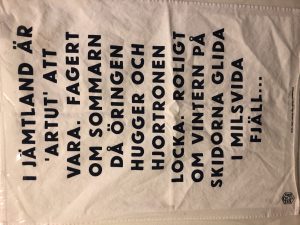 I JÄMTLAND ÄR
'ARTUT' ATT
VARA. FAGERT
OM SOMMARN
DÅ ÖRINGEN
HUGGER OCH
HJORTRONEN
LOCKA. ROLIGT
OM VINTERN PÅ
SKIDORNA GLIDA
I MILSVIDA
FJÄLL...